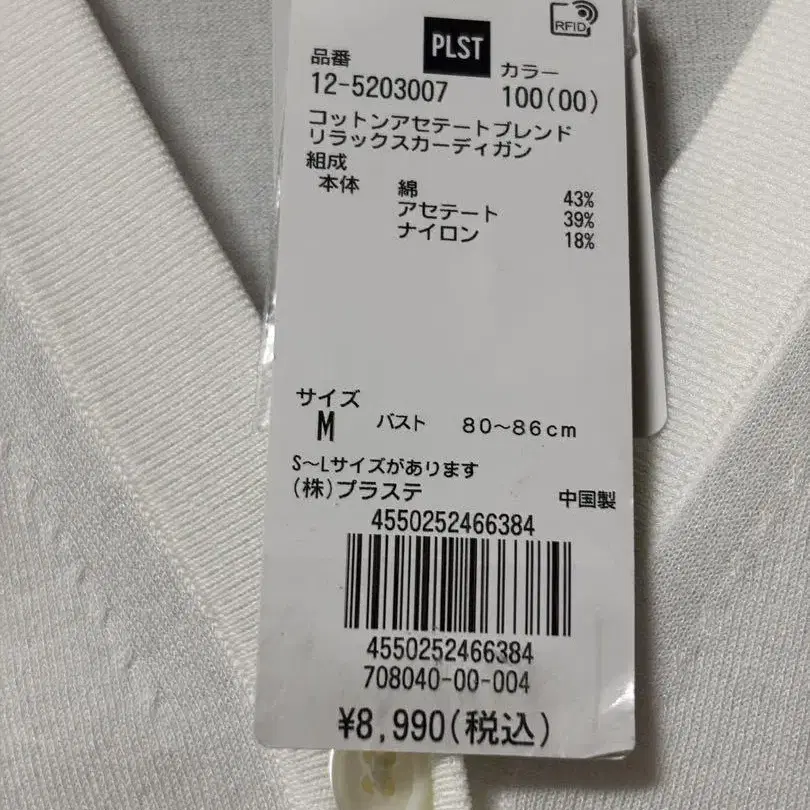 RFID
PLST
品番 カラー
12-5203007 100(00)
コットンアセテートブレンド
リラックスカーディガン
組成
本体 綿 43%
アセテート 39%
ナイロン 18%
サイズ
M バスト 80～86cm
S～Lサイズがあります
(株)プラステ 中国製
4550252466384
4550252466384
708040-00-004
¥8,990(税込)